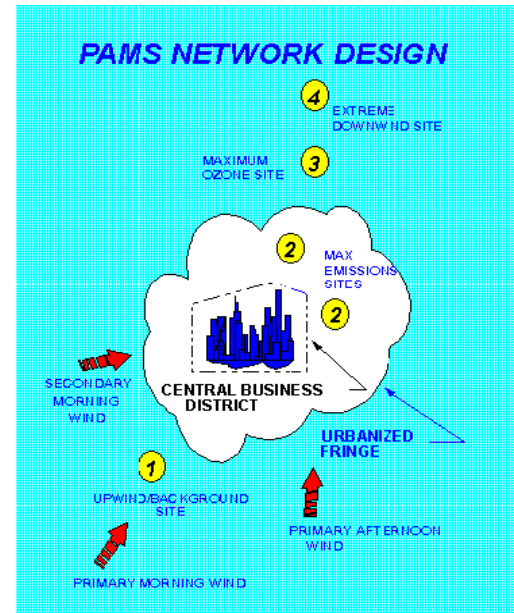 PAMS NETWORK DESIGN
4
EXTREME
DOWNWIND SITE
MAXIMUM
OZONE SITE
3
2
MAX
EMISSIONS
SITES
2
SECONDARY
MORNING
WIND
CENTRAL BUSINESS
DISTRICT
URBANIZED
FRINGE
1
UPWIND/BACKGROUND
SITE
PRIMARY AFTERNOON
WIND
PRIMARY MORNING WIND